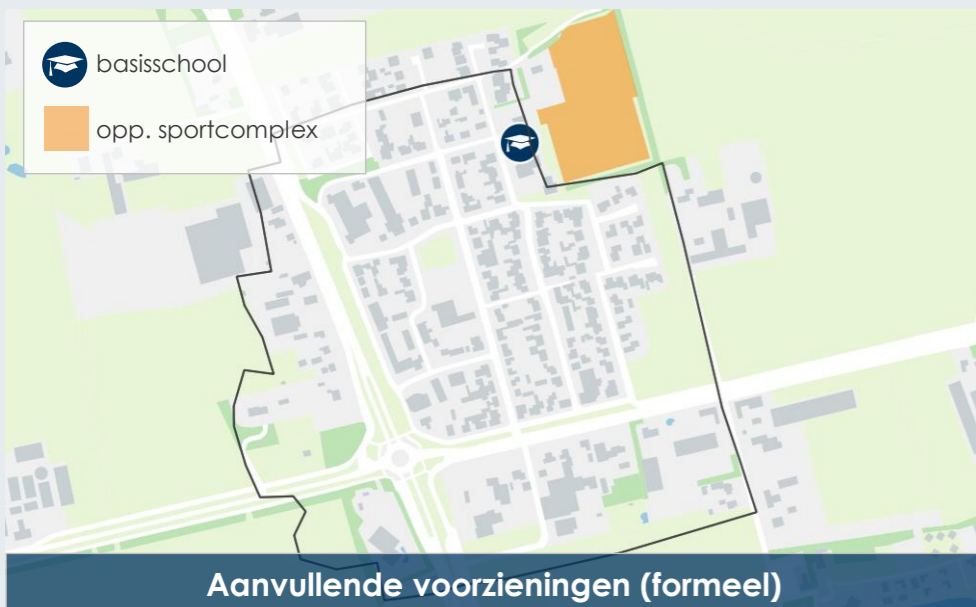 basisschool
opp. sportcomplex
Aanvullende voorzieningen (formeel)